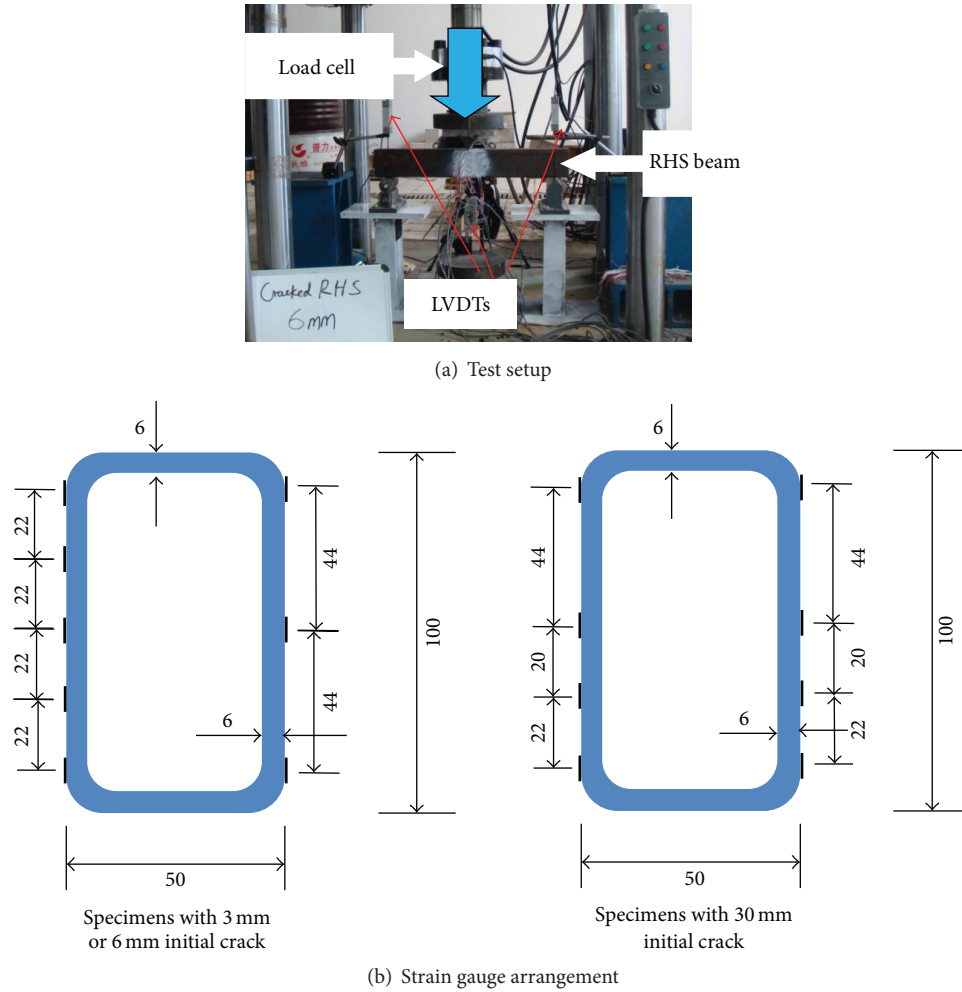 Load cell
RHS beam
普力
Cracked RHS
6mm
LVDTs
(a) Test setup
6
6
22
22
22
22
44
44
100
44
20
22
44
20
22
100
6
6
50
50
Specimens with 3 mm
or 6 mm initial crack
Specimens with 30 mm
initial crack
(b) Strain gauge arrangement